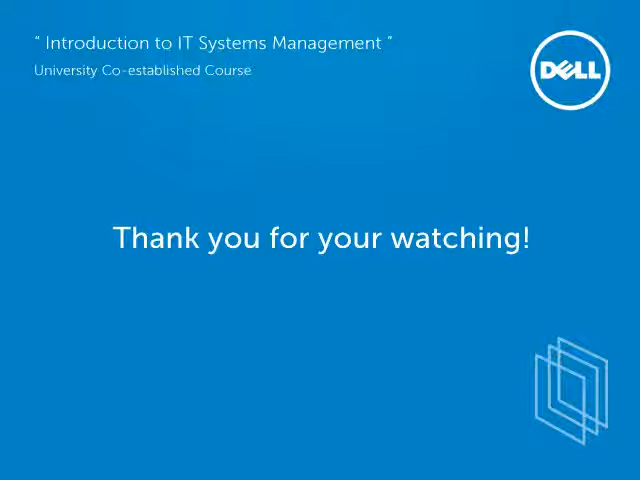 “ Introduction to IT Systems Management ”
University Co-established Course
DELL
Thank you for your watching!